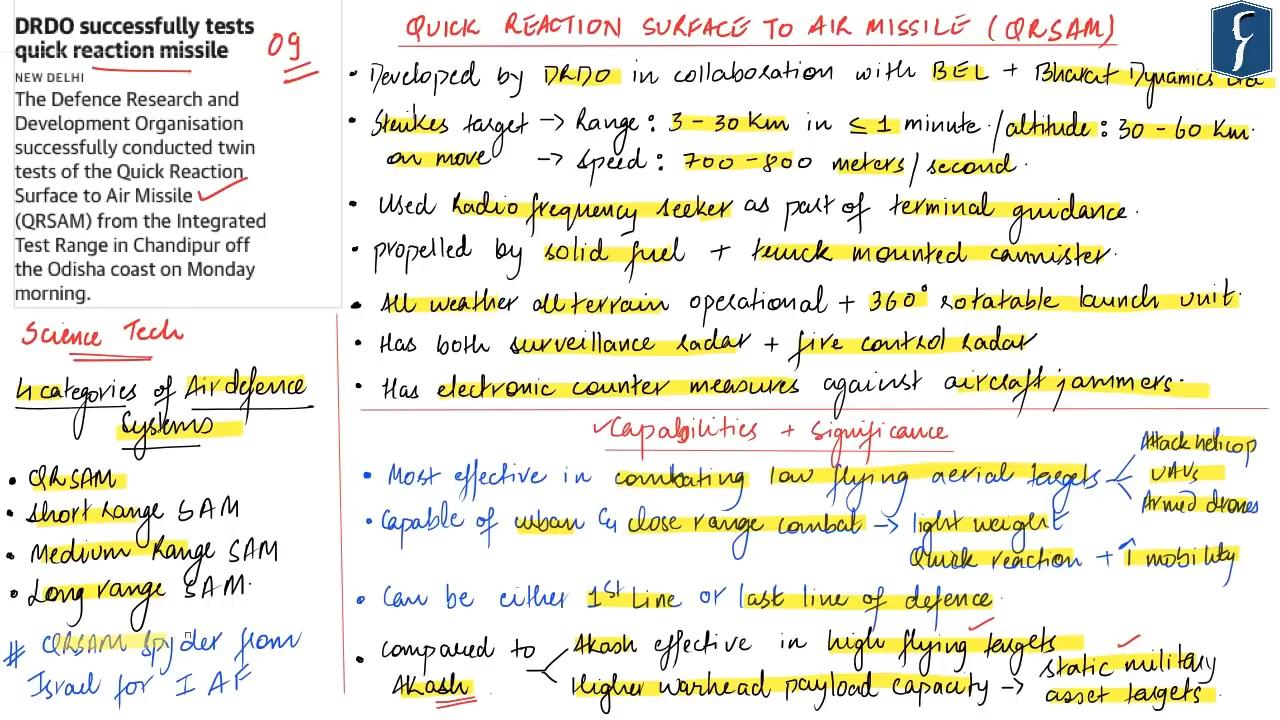 DRDO successfully tests
quick reaction missile
09
NEW DELHI
The Defence Research and
Development Organisation
successfully conducted twin
tests of the Quick Reaction
Surface to Air Missile
(QRSAM) from the Integrated
Test Range in Chandipur off
the Odisha coast on Monday
morning.
Science Tech
4 categories of Air defence
Systems
• QRSAM
• Short Range SAM
• Medium Range SAM
• Long range SAM.
# QRSAM Spyder from
Israel for IAF
QUICK REACTION SURFACE TO AIR MISSILE (QRSAM)
• Developed by DRDO in collaboration with BEL + Bharat Dynamics Ltd
• Strikes target → Range : 3 - 30 Km in ≤ 1 minute / altitude : 30 - 60 Km
on move → Speed : 700 - 800 meters / second.
• Used Radio frequency seeker as part of terminal guidance.
• propelled by solid fuel + truck mounted cannister.
• All weather all terrain operational + 360° rotatable launch unit.
• Has both surveillance radar + fire control radar
• Has electronic counter measures against aircraft jammers.
✓Capabilities + Significance
• Most effective in combating low flying aerial targets
Attack helicop
UAVs
Armed drones
• Capable of urban & close range combat → light weight
Quick reaction + ↑ mobility
• Can be either 1st Line or last line of defence.
• Compared to Akash effective in high flying targets
Akash Higher warhead payload capacity → static military
asset targets.